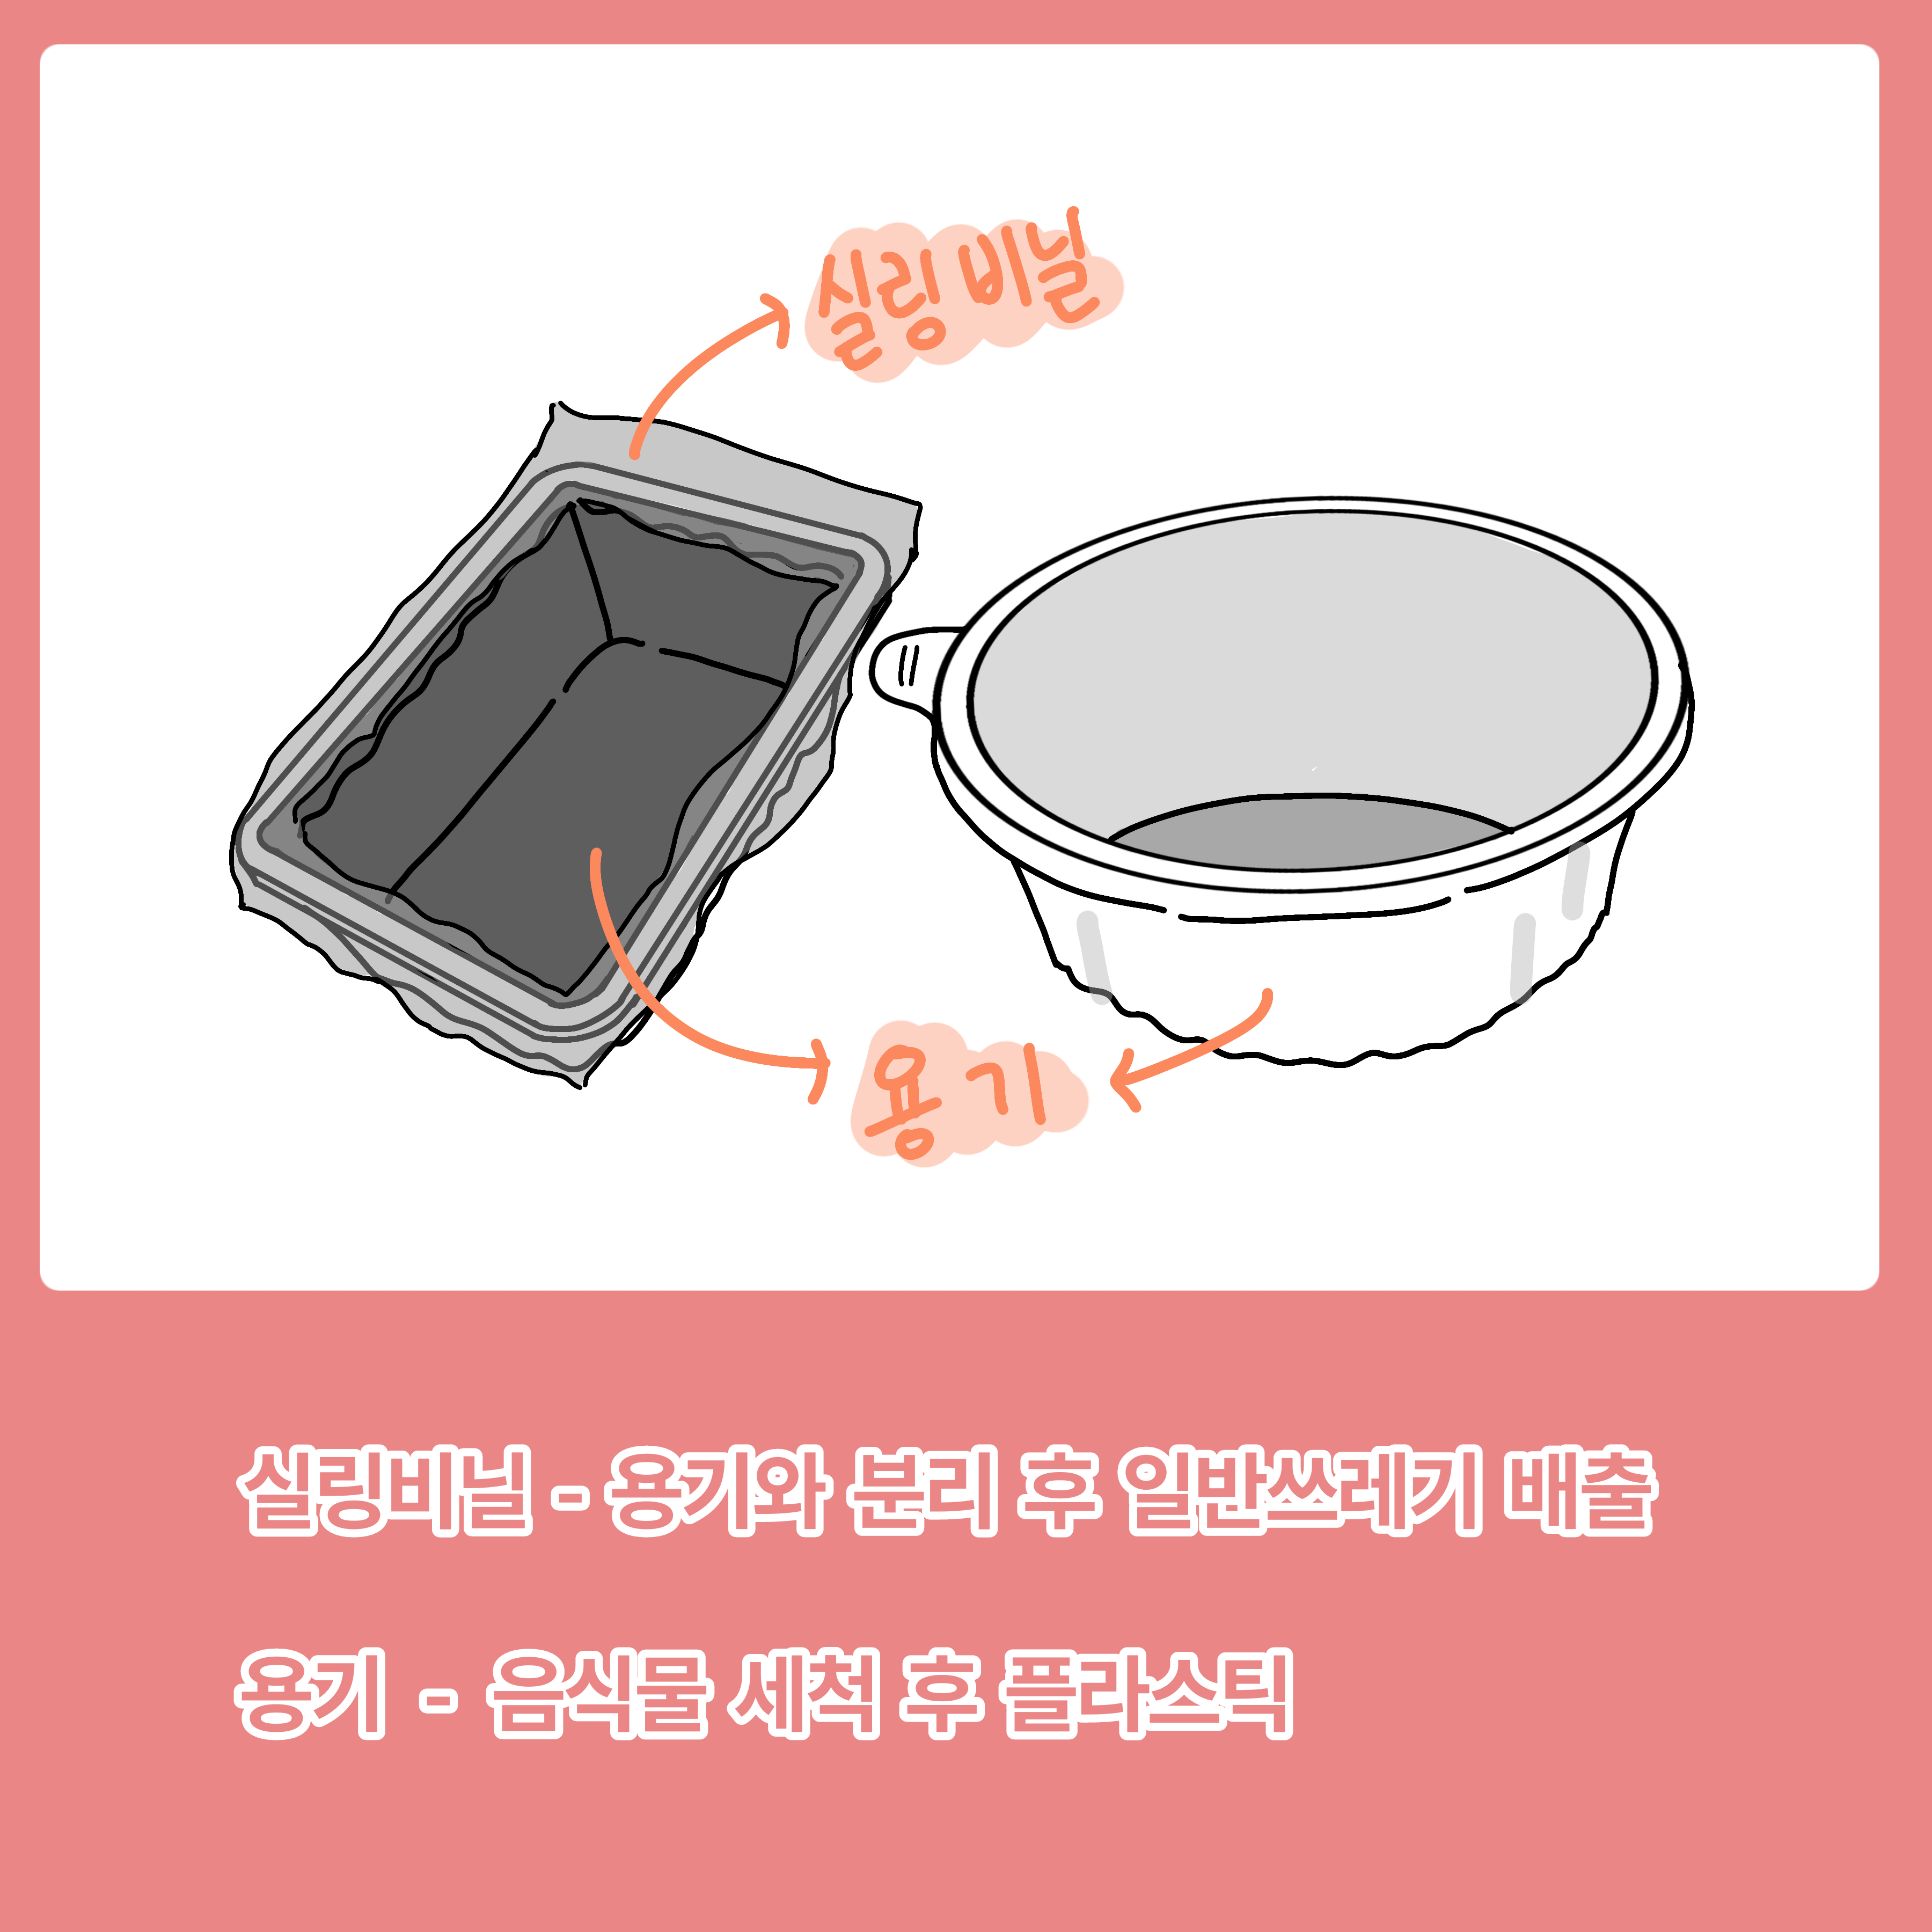 실링비닐
용기
실링비닐 - 용기와 분리 후 일반쓰레기 배출
용기 - 음식물 세척 후 플라스틱